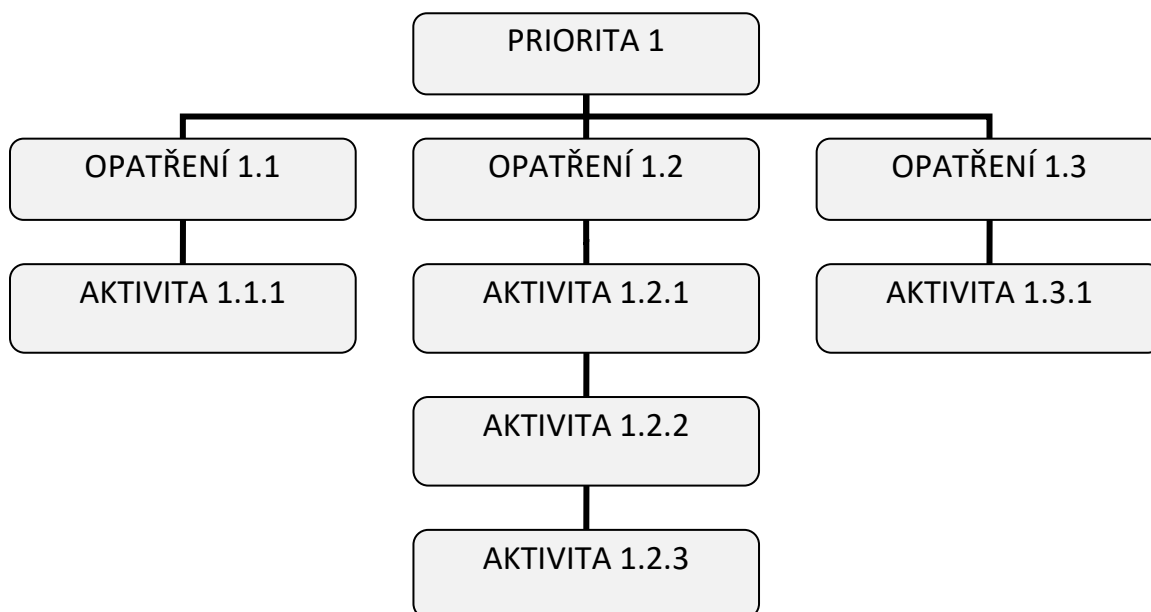 PRIORITA 1
OPATŘENÍ 1.1
OPATŘENÍ 1.2
OPATŘENÍ 1.3
AKTIVITA 1.1.1
AKTIVITA 1.2.1
AKTIVITA 1.3.1
AKTIVITA 1.2.2
AKTIVITA 1.2.3